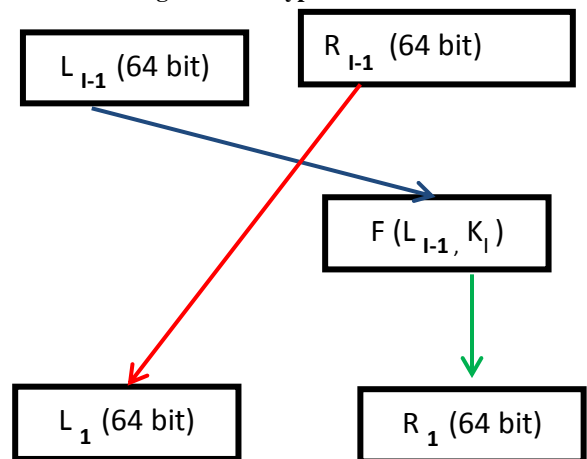 L I-1 (64 bit)
R I-1 (64 bit)
F (L I-1 , K I )
L 1 (64 bit)
R 1 (64 bit)